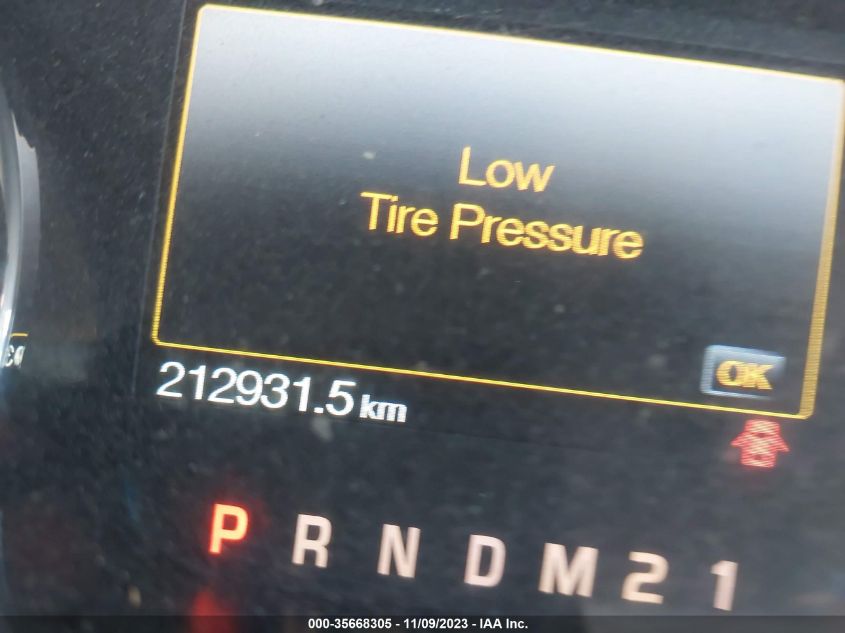 Low
Tire Pressure
OK
212931.5 km
P R N D M 2 1
000-35668305 - 11/09/2023 - IAA Inc.